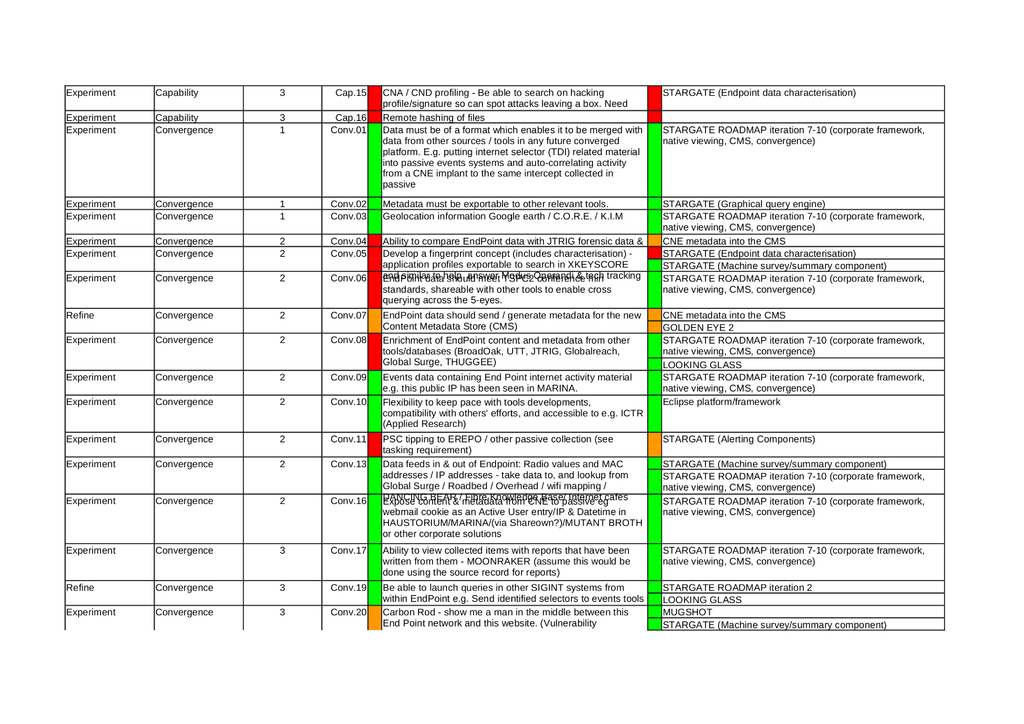 Experiment Capability 3 Cap.15 CNA / CND profiling - Be able to search on hacking STARGATE (Endpoint data characterisation)
profile/signature so can spot attacks leaving a box. Need
Experiment Capability 3 Cap.16 Remote hashing of files
Experiment Convergence 1 Conv.01 Data must be of a format which enables it to be merged with STARGATE ROADMAP iteration 7-10 (corporate framework,
data from other sources / tools in any future converged native viewing, CMS, convergence)
platform. E.g. putting internet selector (TDI) related material
into passive events systems and auto-correlating activity
from a CNE implant to the same intercept collected in
passive
Experiment Convergence 1 Conv.02 Metadata must be exportable to other relevant tools. STARGATE (Graphical query engine)
Experiment Convergence 1 Conv.03 Geolocation information Google earth / C.O.R.E. / K.I.M STARGATE ROADMAP iteration 7-10 (corporate framework,
native viewing, CMS, convergence)
Experiment Convergence 2 Conv.04 Ability to compare EndPoint data with JTRIG forensic data & CNE metadata into the CMS
Experiment Convergence 2 Conv.05 Develop a fingerprint concept (includes characterisation) - STARGATE (Endpoint data characterisation)
application profiles exportable to search in XKEYSCORE STARGATE (Machine survey/summary component)
and similar to help answer Modus Operandi & tech tracking
Experiment Convergence 2 Conv.06 EndPoint data should meet conference min STARGATE ROADMAP iteration 7-10 (corporate framework,
standards, shareable with other tools to enable cross native viewing, CMS, convergence)
querying across the 5-eyes.
Refine Convergence 2 Conv.07 EndPoint data should send / generate metadata for the new CNE metadata into the CMS
Content Metadata Store (CMS) GOLDEN EYE 2
Experiment Convergence 2 Conv.08 Enrichment of EndPoint content and metadata from other STARGATE ROADMAP iteration 7-10 (corporate framework,
tools/databases (BroadOak, UTT, JTRIG, Globalreach, native viewing, CMS, convergence)
Global Surge, THUGGEE) LOOKING GLASS
Experiment Convergence 2 Conv.09 Events data containing End Point internet activity material STARGATE ROADMAP iteration 7-10 (corporate framework,
e.g. this public IP has been seen in MARINA. native viewing, CMS, convergence)
Experiment Convergence 2 Conv.10 Flexibility to keep pace with tools developments, Eclipse platform/framework
compatibility with others' efforts, and accessible to e.g. ICTR
(Applied Research)
Experiment Convergence 2 Conv.11 PSC tipping to EREPO / other passive collection (see STARGATE (Alerting Components)
tasking requirement)
Experiment Convergence 2 Conv.13 Data feeds in & out of Endpoint: Radio values and MAC STARGATE (Machine survey/summary component)
addresses / IP addresses - take data to, and lookup from STARGATE ROADMAP iteration 7-10 (corporate framework,
Global Surge / Roadbed / Overhead / wifi mapping / native viewing, CMS, convergence)
DANCING BEAR / Fibre Knowledge Base/ Internet cafes
Experiment Convergence 2 Conv.16 Expose content & metadata from CNE to passive eg STARGATE ROADMAP iteration 7-10 (corporate framework,
webmail cookie as an Active User entry/IP & Datetime in native viewing, CMS, convergence)
HAUSTORIUM/MARINA/(via Shareown?)/MUTANT BROTH
or other corporate solutions
Experiment Convergence 3 Conv.17 Ability to view collected items with reports that have been STARGATE ROADMAP iteration 7-10 (corporate framework,
written from them - MOONRAKER (assume this would be native viewing, CMS, convergence)
done using the source record for reports)
Refine Convergence 3 Conv.19 Be able to launch queries in other SIGINT systems from STARGATE ROADMAP iteration 2
within EndPoint e.g. Send identified selectors to events tools LOOKING GLASS
Experiment Convergence 3 Conv.20 Carbon Rod - show me a man in the middle between this MUGSHOT
End Point network and this website. (Vulnerability STARGATE (Machine survey/summary component)